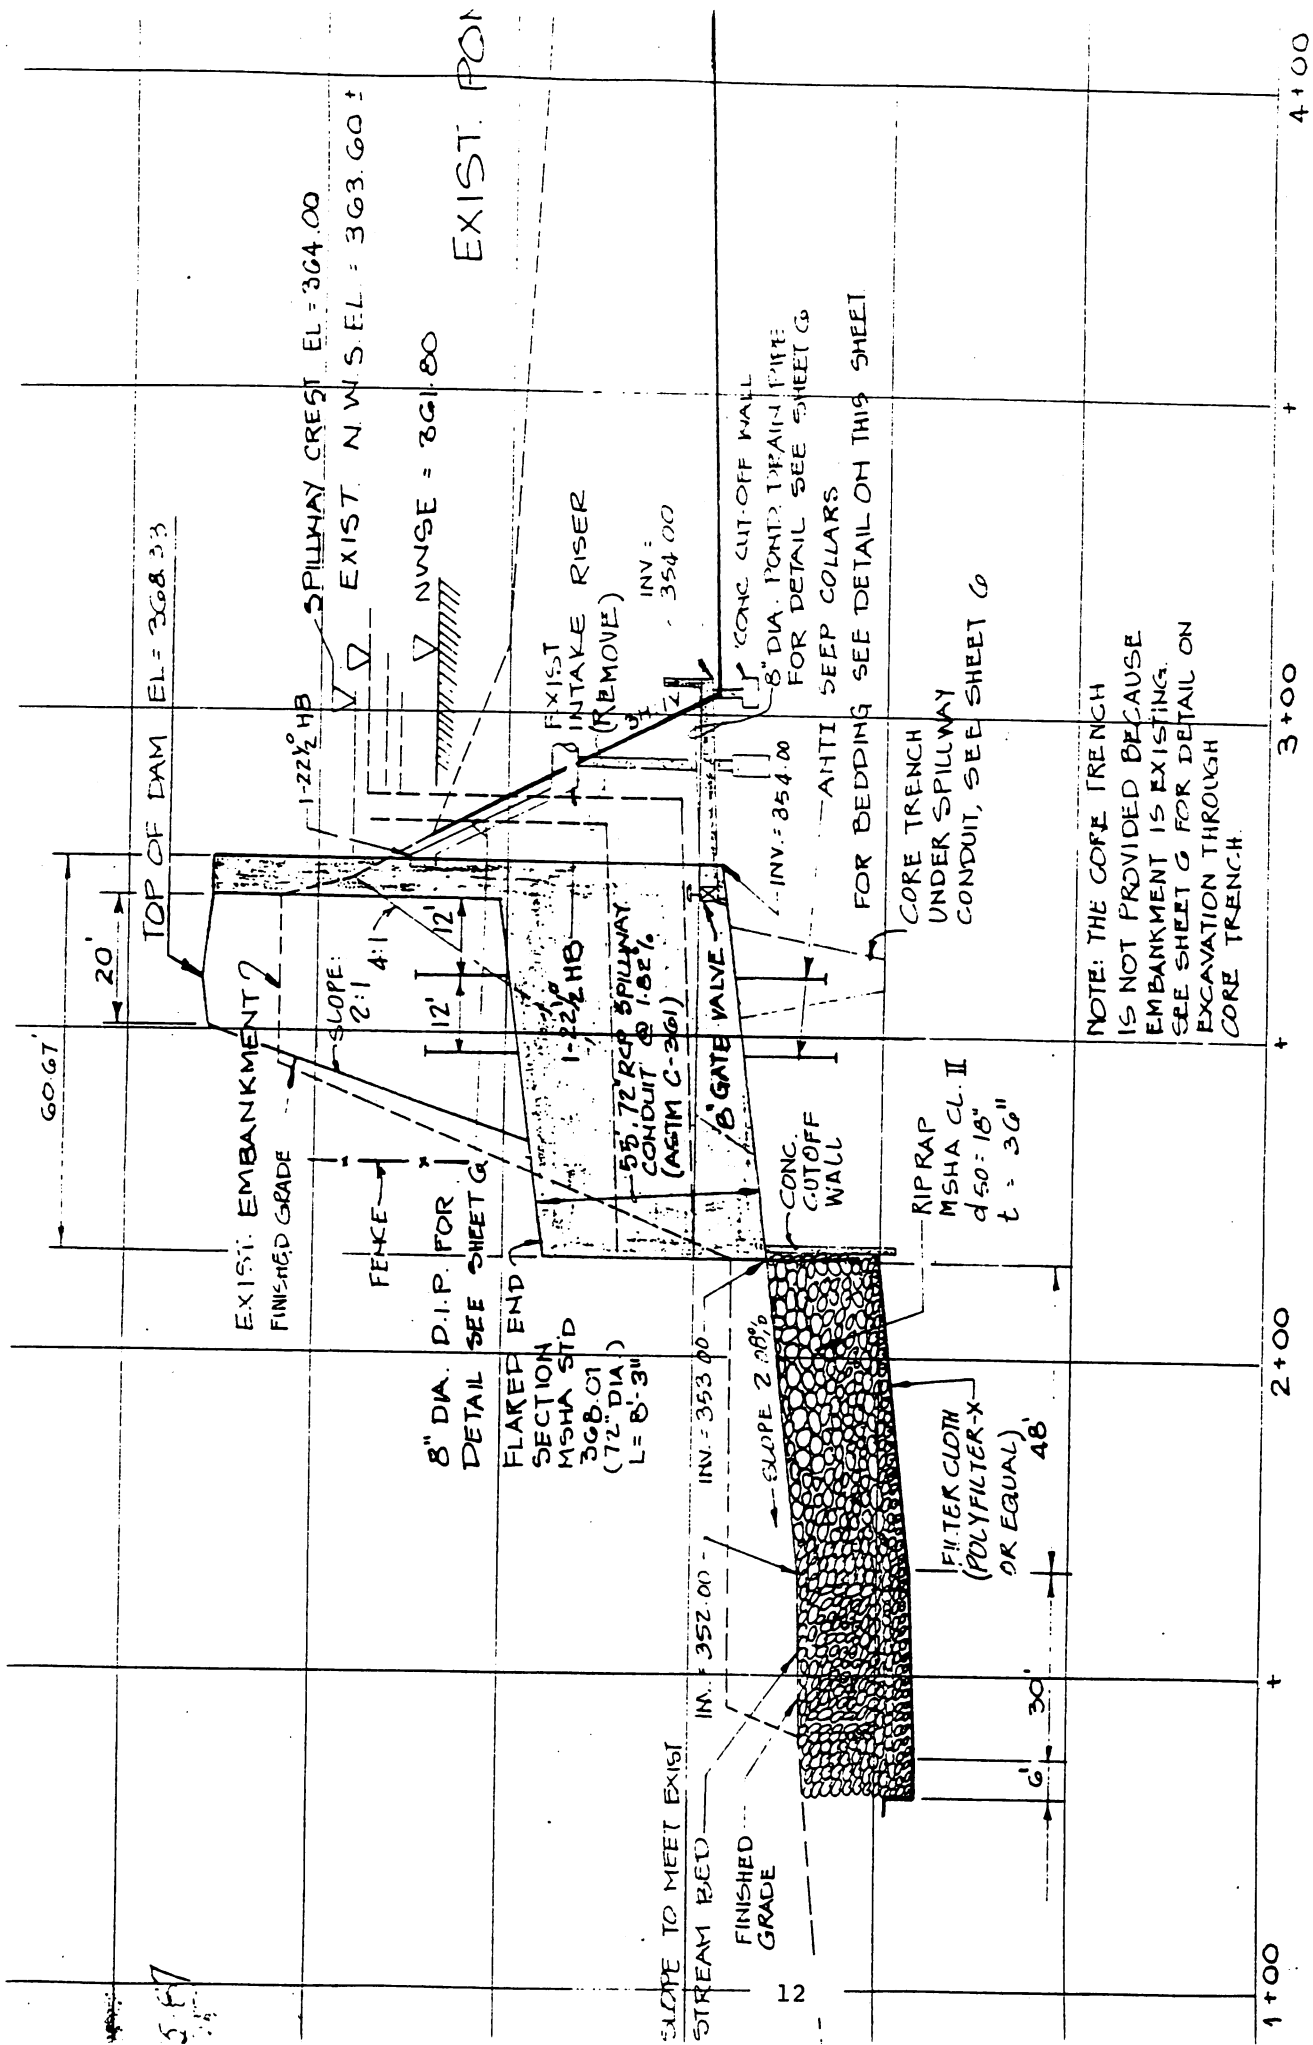 60.67'
20'
TOP OF DAM EL = 368.33
1-22½° HB
SPILLWAY CREST EL = 364.00
EXIST. N.W.S. EL. = 363.60 ±
NWSE = 361.80
EXIST.
EXIST. EMBANKMENT
FINISHED GRADE
SLOPE:
2:1
4:1
12'
12'
FENCE
EXIST
INTAKE RISER
(REMOVE)
INV =
354.00
8" DIA. D.I.P. FOR
DETAIL SEE SHEET 6
FLARED END
SECTION
MSHA STD
368.01
(72" DIA.)
L = 8'-3"
1-22½° HB
55', 72" RCP SPILLWAY
CONDUIT @ 1.82%
(ASTM C-361)
8" GATE VALVE
CONC CUT-OFF WALL
8" DIA. POND DRAIN PIPE
FOR DETAIL SEE SHEET 6
INV. = 354.00
ANTI SEEP COLLARS
FOR BEDDING SEE DETAIL ON THIS SHEET
CORE TRENCH
UNDER SPILLWAY
CONDUIT, SEE SHEET 6
NOTE: THE CORE TRENCH
IS NOT PROVIDED BECAUSE
EMBANKMENT IS EXISTING.
SEE SHEET 6 FOR DETAIL ON
EXCAVATION THROUGH
CORE TRENCH.
CONC.
CUTOFF
WALL
RIPRAP
MSHA CL. II
d50 = 18"
t = 36"
INV. = 353.00
SLOPE 2.08%
INV. = 352.00
SLOPE TO MEET EXIST
STREAM BED
FINISHED
GRADE
FILTER CLOTH
(POLYFILTER-X
OR EQUAL)
48'
30'
6'
12
1+00
2+00
+
3+00
+
4+00